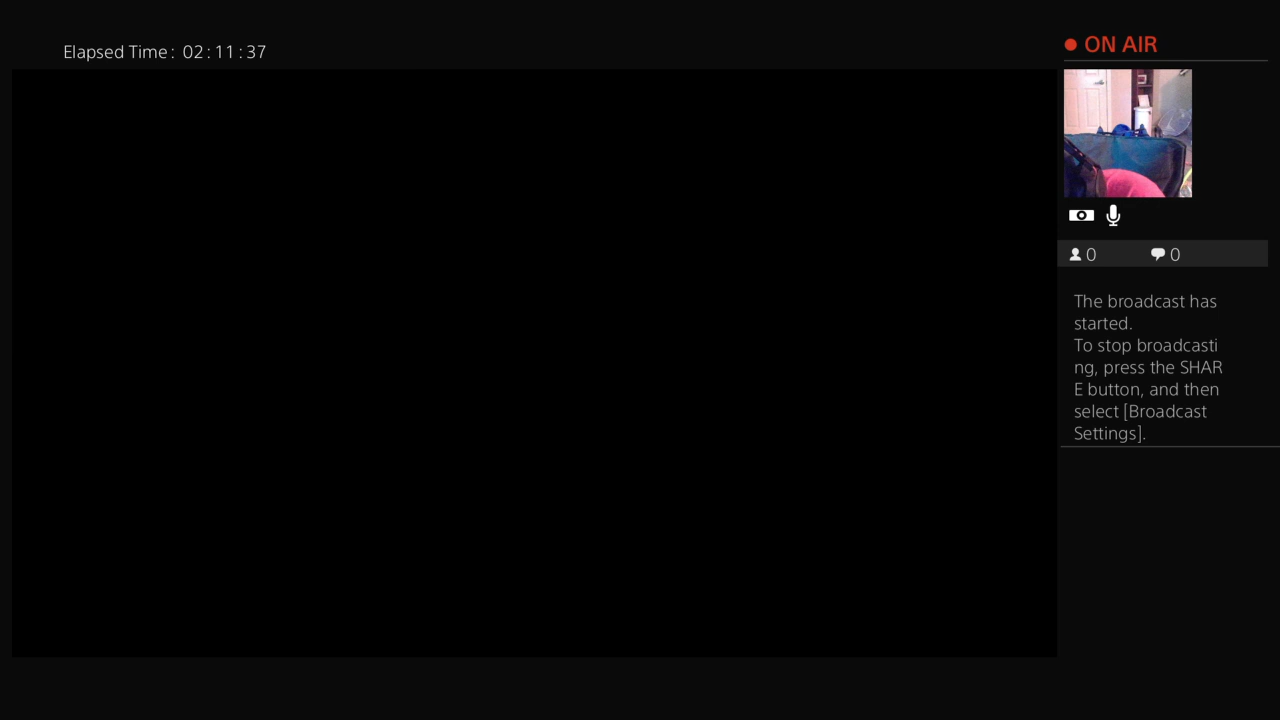 Elapsed Time: 02:11:37
ON AIR
0 0
The broadcast has
started.
To stop broadcasti
ng, press the SHAR
E button, and then
select [Broadcast
Settings].